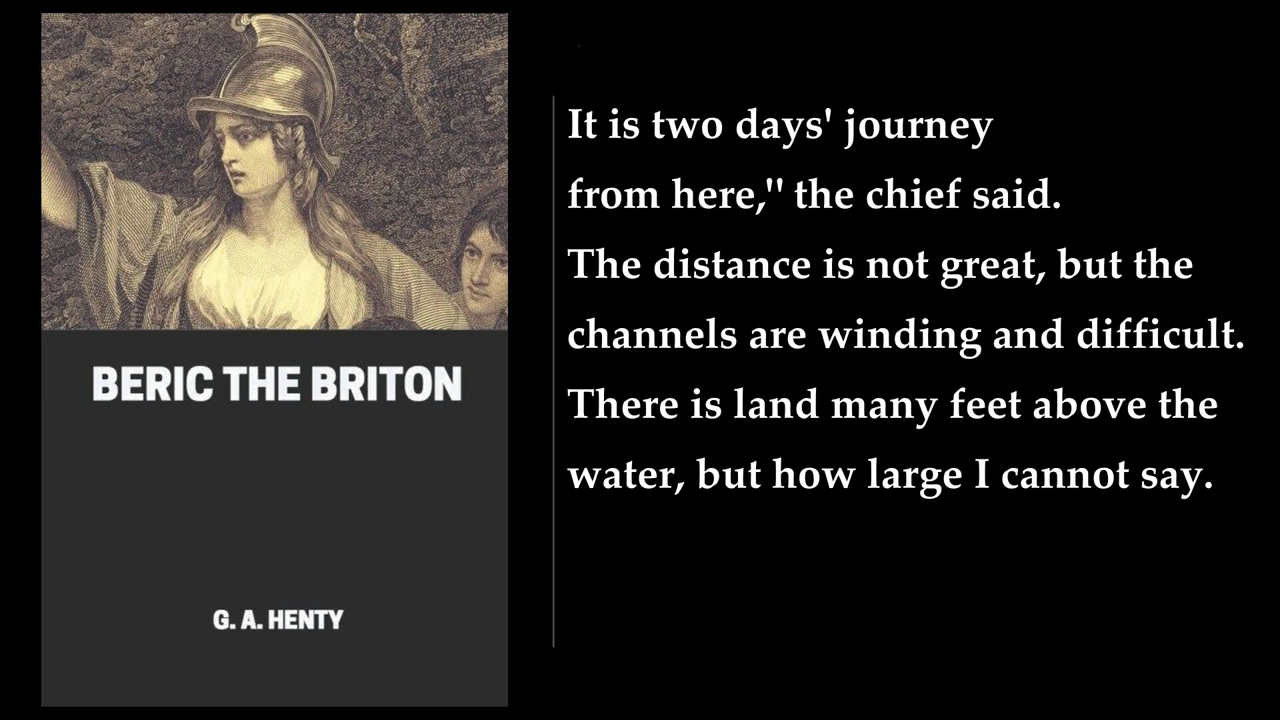 BERIC THE BRITON
G. A. HENTY
It is two days' journey
from here," the chief said.
The distance is not great, but the
channels are winding and difficult.
There is land many feet above the
water, but how large I cannot say.